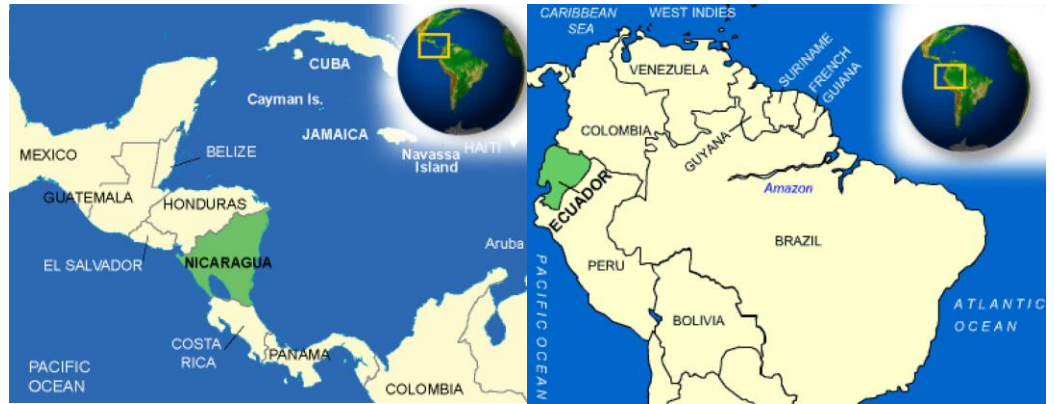 CUBA
Cayman Is.
JAMAICA
HAITI
Navassa
Island
MEXICO
BELIZE
GUATEMALA
HONDURAS
EL SALVADOR
NICARAGUA
Aruba
COSTA
RICA
PANAMA
PACIFIC
OCEAN
COLOMBIA
CARIBBEAN
SEA
WEST INDIES
VENEZUELA
SURINAME
FRENCH
GUIANA
COLOMBIA
GUYANA
ECUADOR
Amazon
BRAZIL
PERU
BOLIVIA
PACIFIC OCEAN
ATLANTIC
OCEAN